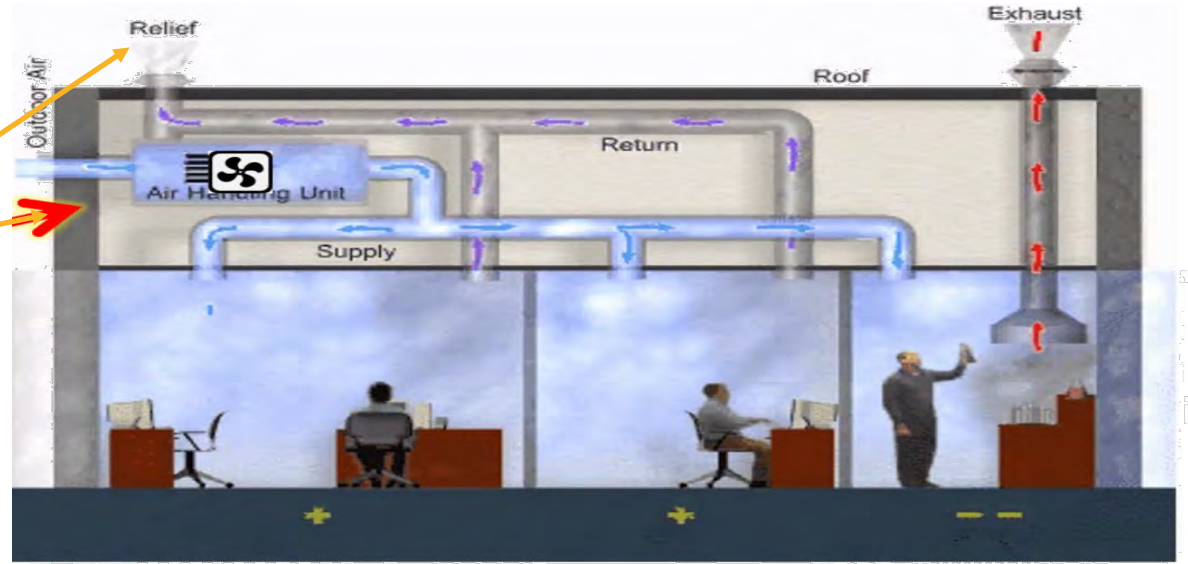 Relief
Exhaust
Outdoor Air
Roof
Return
Air Handling Unit
Supply
+
+
- -